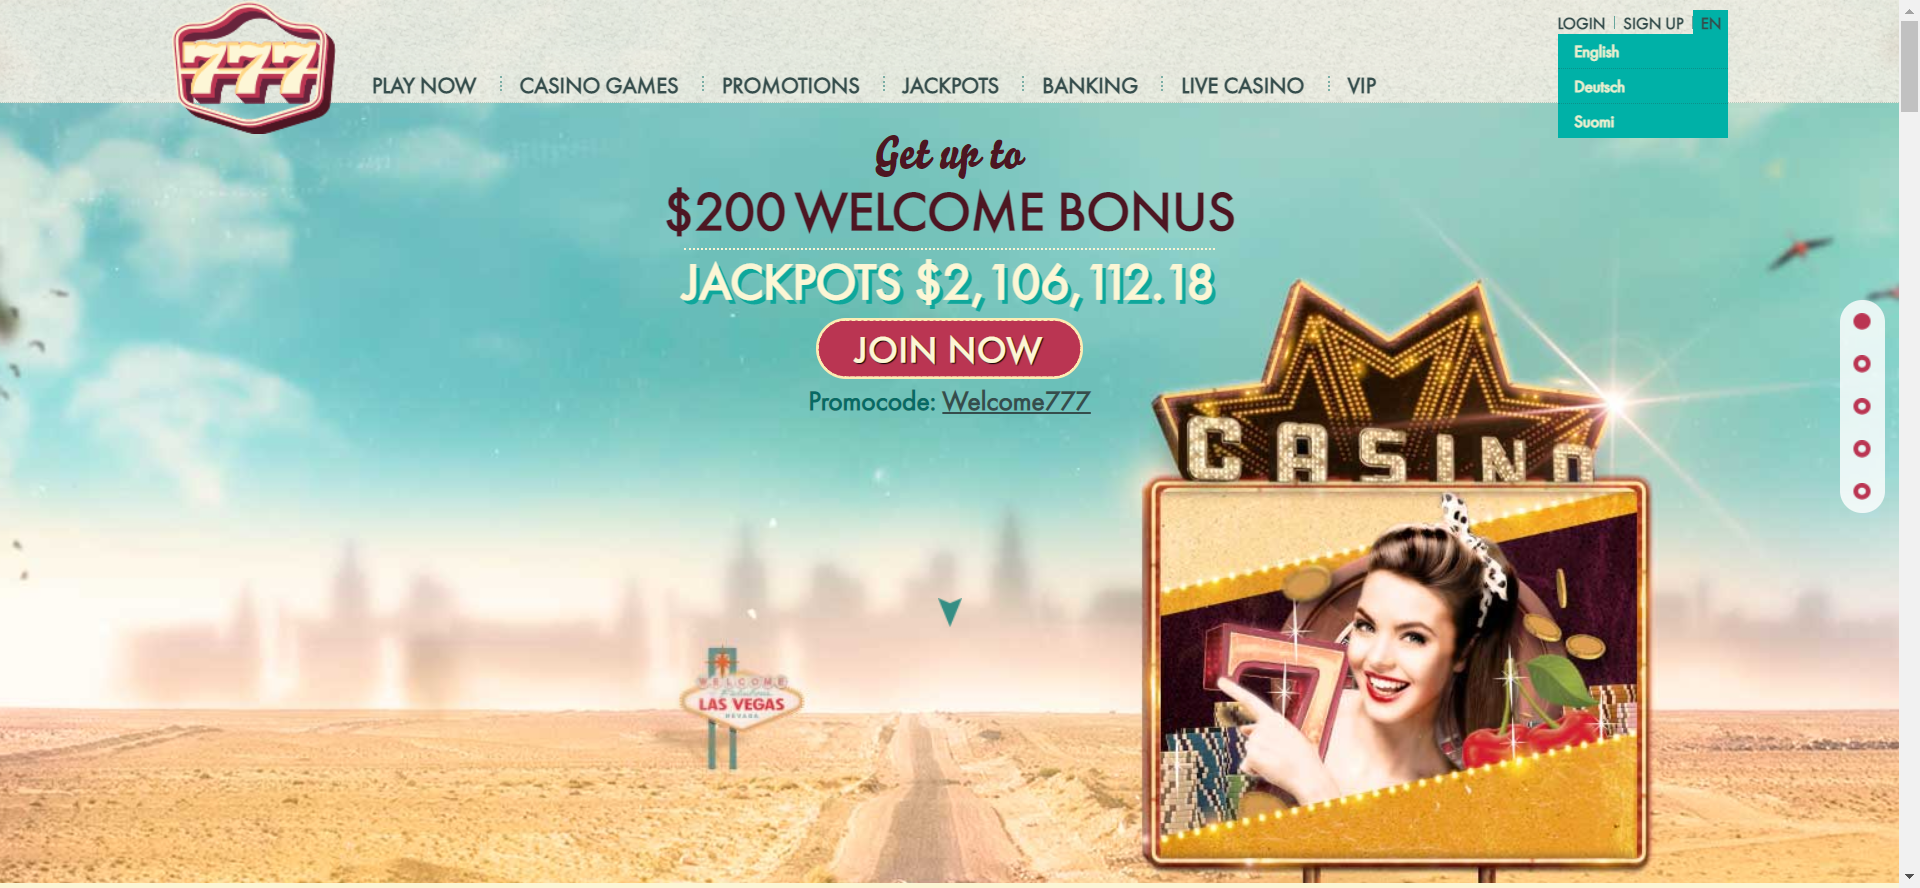 777
LOGIN
SIGN UP
EN
English
Deutsch
Suomi
PLAY NOW
CASINO GAMES
PROMOTIONS
JACKPOTS
BANKING
LIVE CASINO
VIP
Get up to
$200 WELCOME BONUS
JACKPOTS $2,106,112.18
JOIN NOW
Promocode: Welcome777
CASINO
7
WELCOME
Fabulous
LAS VEGAS
NEVADA